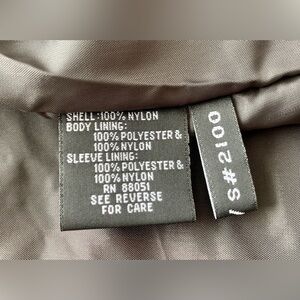 SHELL: 100% NYLON
BODY LINING:
100% POLYESTER &
100% NYLON
SLEEVE LINING:
100% POLYESTER &
100% NYLON
RN 88051
SEE REVERSE
FOR CARE
S#2100